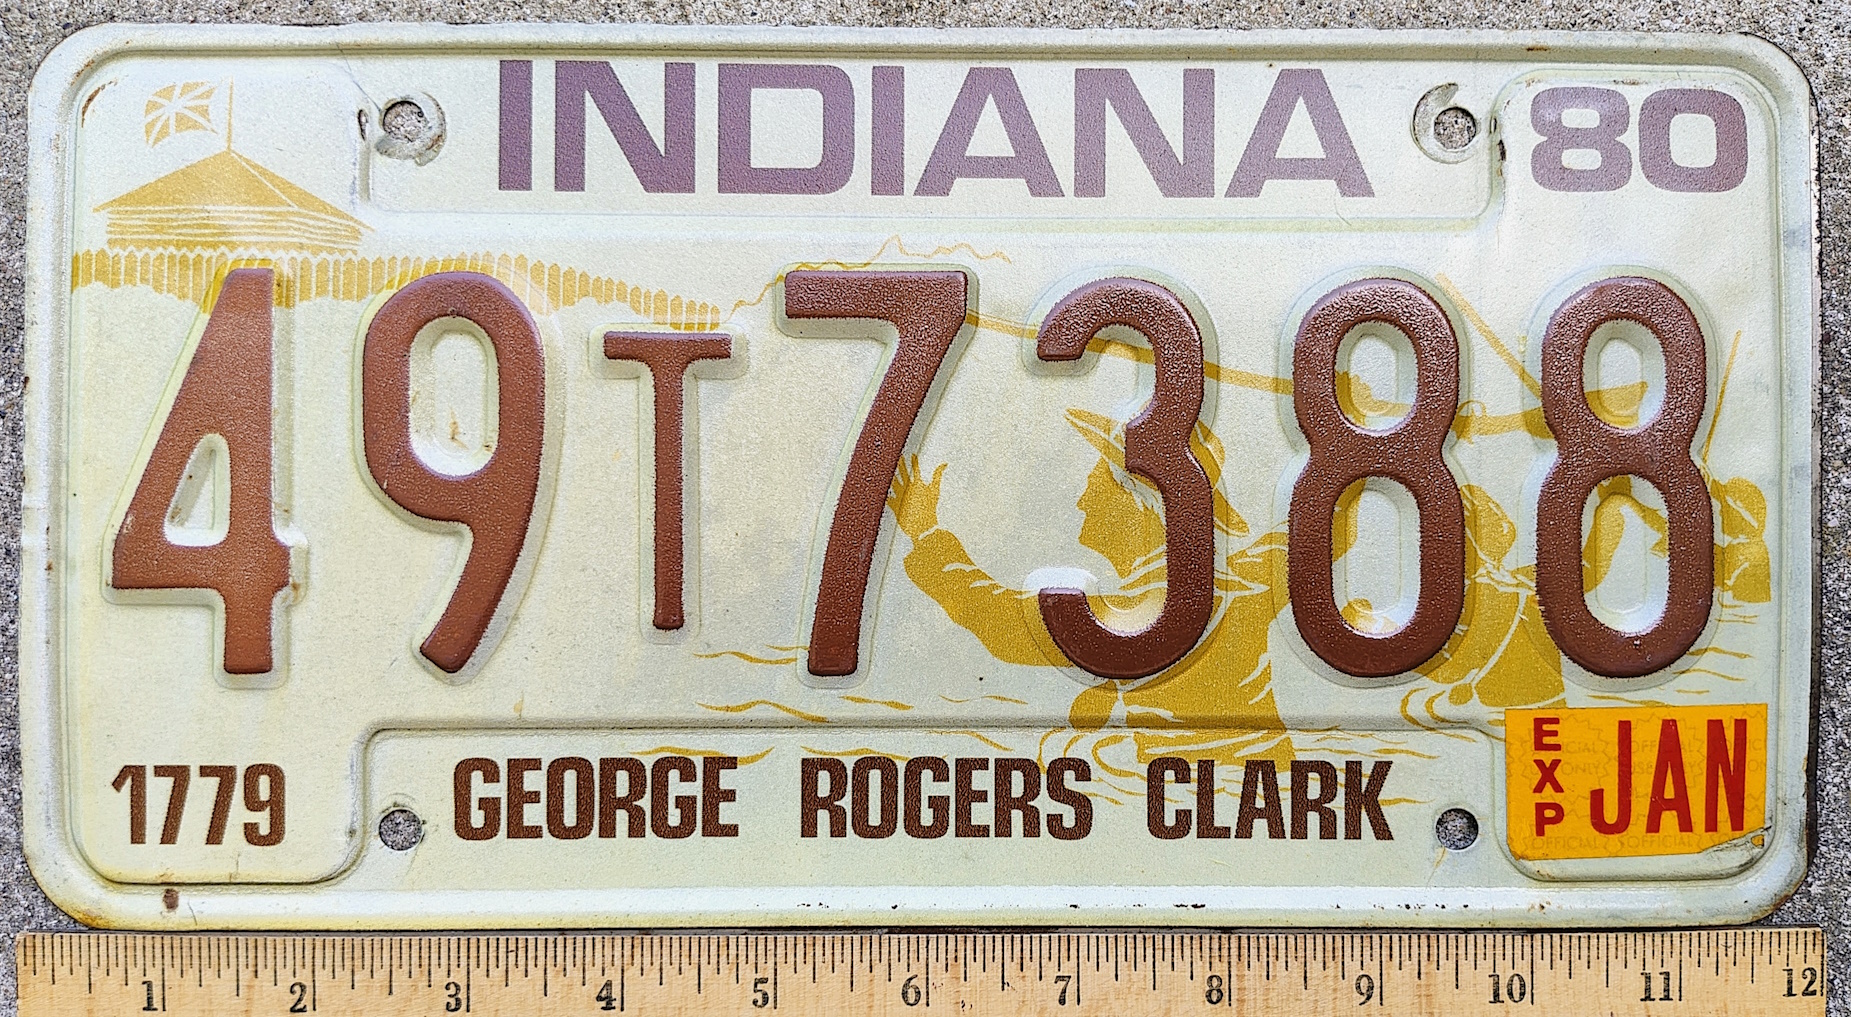 INDIANA 80
49T7388
1779 GEORGE ROGERS CLARK
EXP JAN
1 2 3 4 5 6 7 8 9 10 11 12